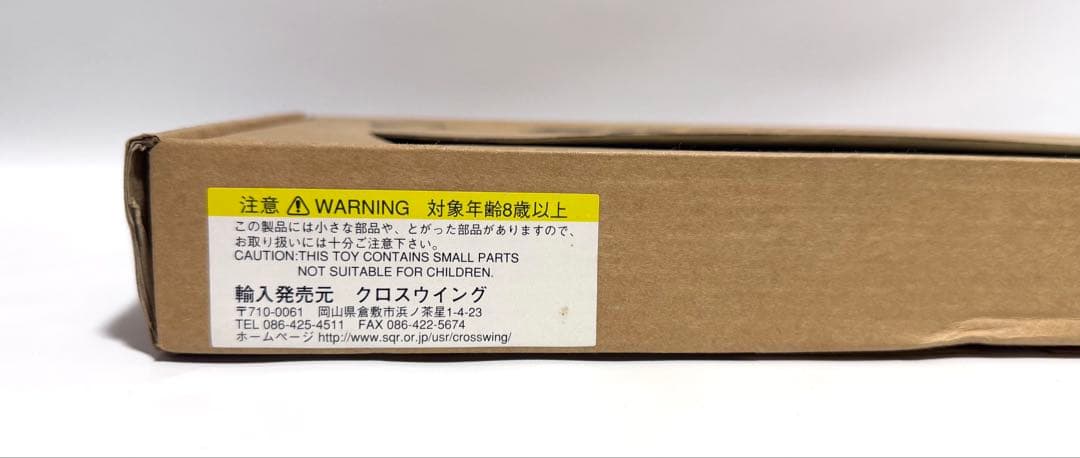 注意 ⚠ WARNING 対象年齢8歳以上
この製品には小さな部品や、とがった部品がありますので、
お取り扱いには十分ご注意下さい。
CAUTION:THIS TOY CONTAINS SMALL PARTS
NOT SUITABLE FOR CHILDREN.
輸入発売元 クロスウイング
〒710-0061 岡山県倉敷市浜ノ茶星1-4-23
TEL 086-425-4511 FAX 086-422-5674
ホームページ http://www.sqr.or.jp/usr/crosswing/